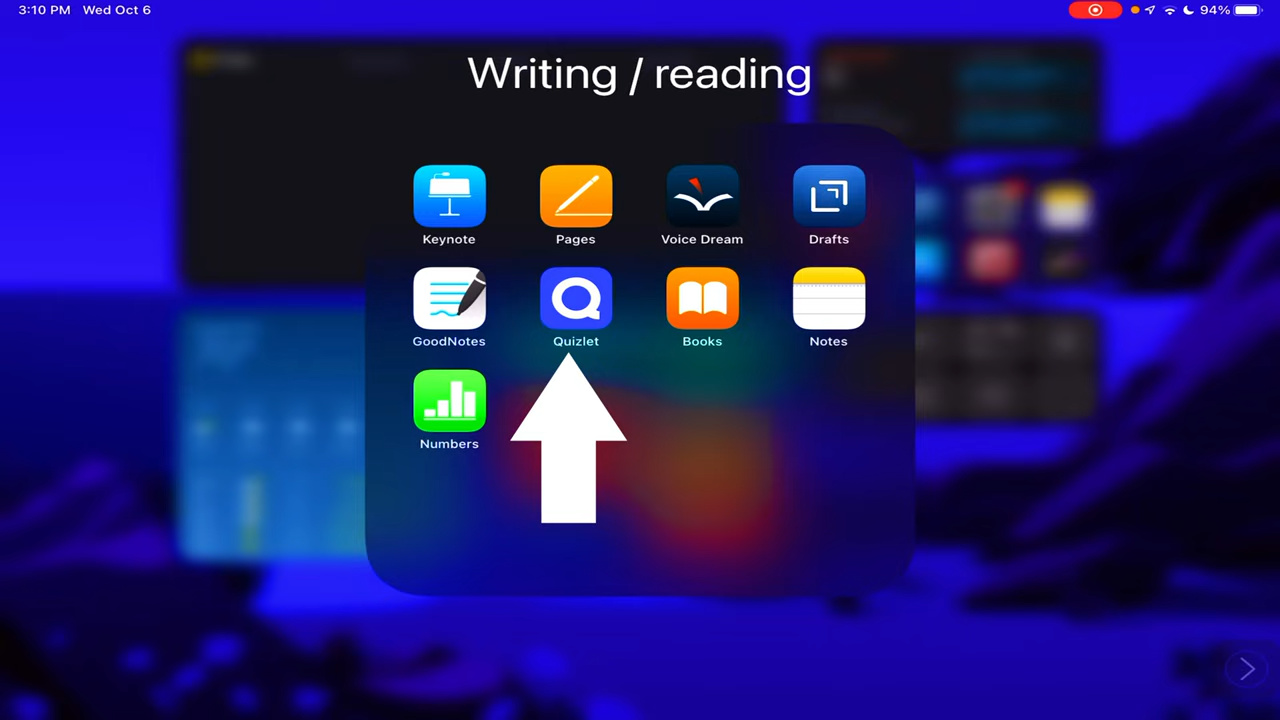 3:10 PM Wed Oct 6
94%
Writing / reading
Keynote
Pages
Voice Dream
Drafts
GoodNotes
Quizlet
Books
Notes
Numbers